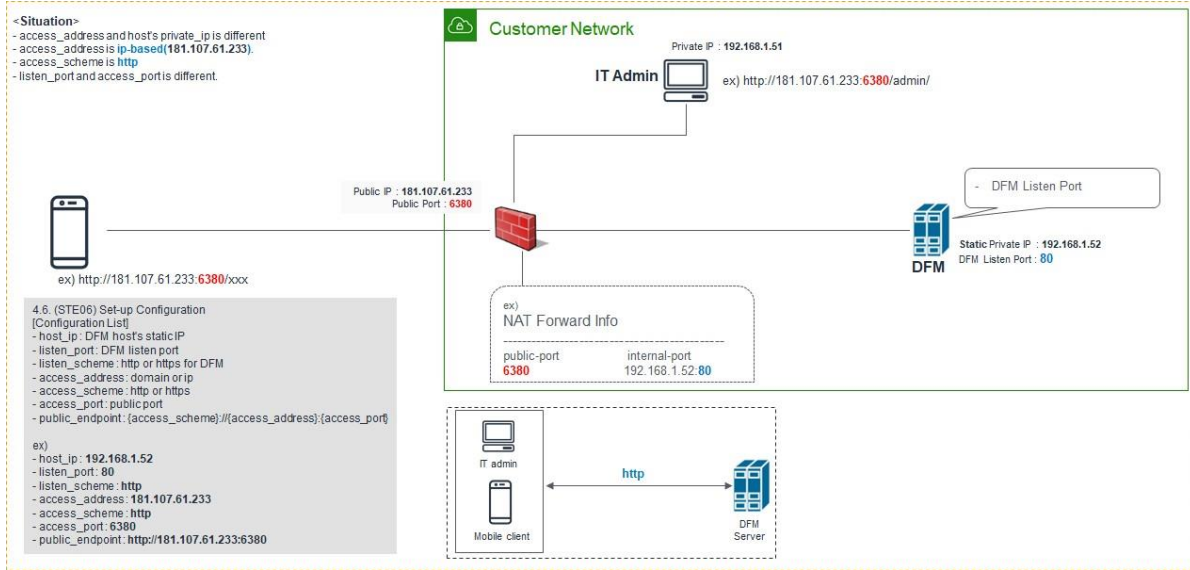 <Situation>
- access_address and host's private_ip is different
- access_address is ip-based(181.107.61.233).
- access_scheme is http
- listen_port and access_port is different.
Customer Network
Private IP : 192.168.1.51
IT Admin
ex) http://181.107.61.233:6380/admin/
Public IP : 181.107.61.233
Public Port : 6380
- DFM Listen Port
DFM
Static Private IP : 192.168.1.52
DFM Listen Port : 80
ex) http://181.107.61.233:6380/xxx
ex)
NAT Forward Info
public-port internal-port
6380 192.168.1.52:80
4.6. (STE06) Set-up Configuration
[Configuration List]
- host_ip : DFM host's static IP
- listen_port : DFM listen port
- listen_scheme : http or https for DFM
- access_address : domain or ip
- access_scheme : http or https
- access_port : public port
- public_endpoint : {access_scheme}://{access_address}:{access_port}
ex)
- host_ip : 192.168.1.52
- listen_port : 80
- listen_scheme : http
- access_address : 181.107.61.233
- access_scheme : http
- access_port : 6380
- public_endpoint : http://181.107.61.233:6380
IT admin
Mobile client
http
DFM
Server